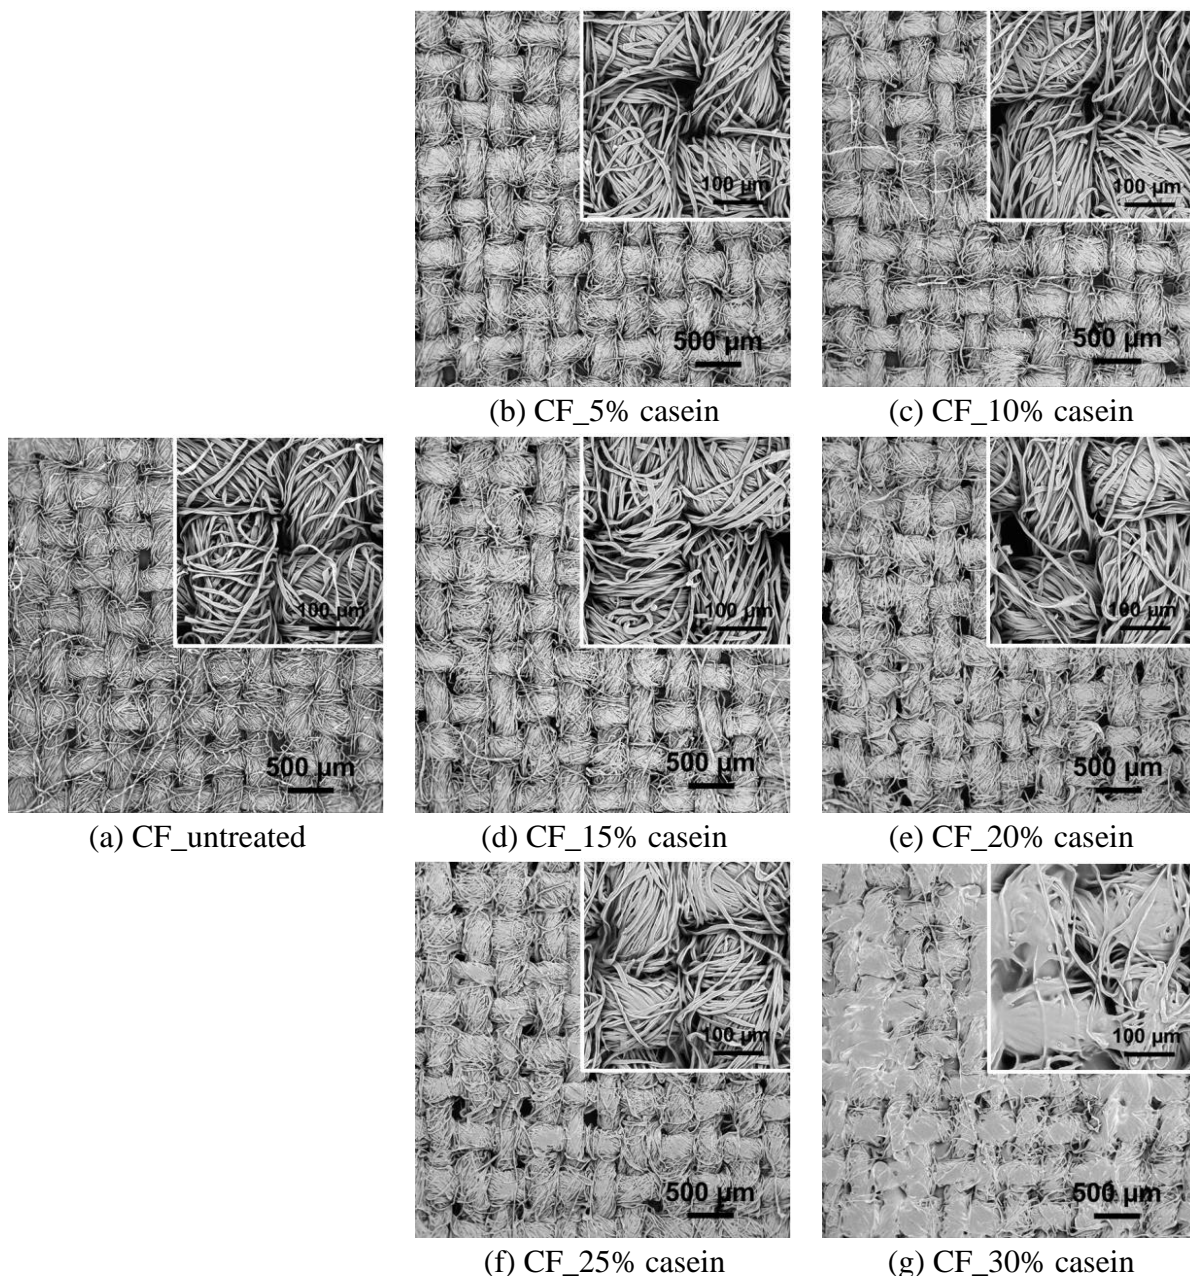 100 µm
500 µm
(b) CF_5% casein
100 µm
500 µm
(c) CF_10% casein
100 µm
500 µm
(a) CF_untreated
100 µm
500 µm
(d) CF_15% casein
100 µm
500 µm
(e) CF_20% casein
100 µm
500 µm
(f) CF_25% casein
100 µm
500 µm
(g) CF_30% casein